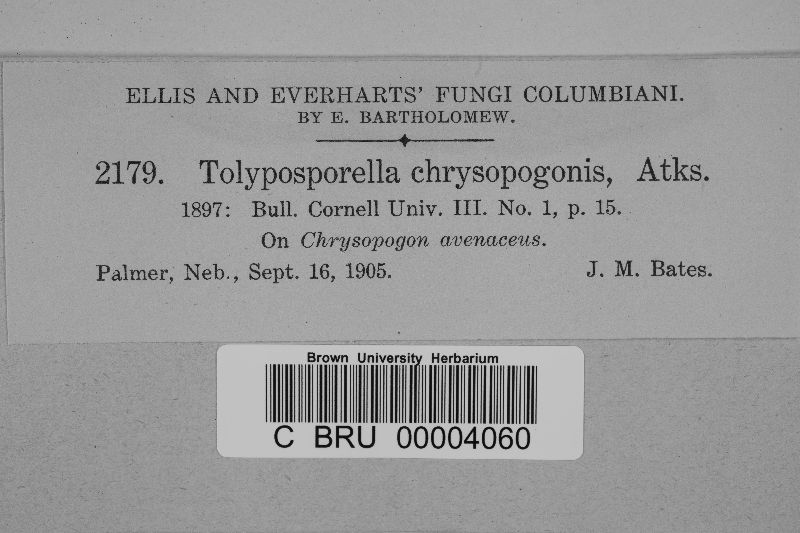 ELLIS AND EVERHARTS' FUNGI COLUMBIANI.
BY E. BARTHOLOMEW.
2179. Tolyposporella chrysopogonis, Atks.
1897: Bull. Cornell Univ. III. No. 1, p. 15.
On Chrysopogon avenaceus.
Palmer, Neb., Sept. 16, 1905. J. M. Bates.
Brown University Herbarium
C BRU 00004060